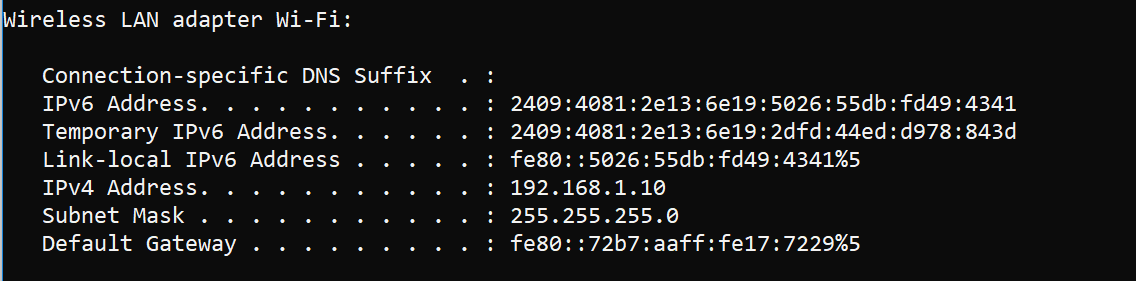 Wireless LAN adapter Wi-Fi:
Connection-specific DNS Suffix  . :
IPv6 Address. . . . . . . . . . . : 2409:4081:2e13:6e19:5026:55db:fd49:4341
Temporary IPv6 Address. . . . . . : 2409:4081:2e13:6e19:2dfd:44ed:d978:843d
Link-local IPv6 Address . . . . . : fe80::5026:55db:fd49:4341%5
IPv4 Address. . . . . . . . . . . : 192.168.1.10
Subnet Mask . . . . . . . . . . . : 255.255.255.0
Default Gateway . . . . . . . . . : fe80::72b7:aaff:fe17:7229%5